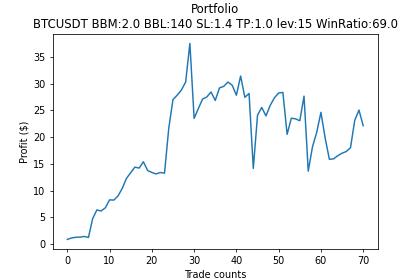 Portfolio
BTCUSDT BBM:2.0 BBL:140 SL:1.4 TP:1.0 lev:15 WinRatio:69.0
Profit ($)
35
30
25
20
15
10
5
0
0 10 20 30 40 50 60 70
Trade counts